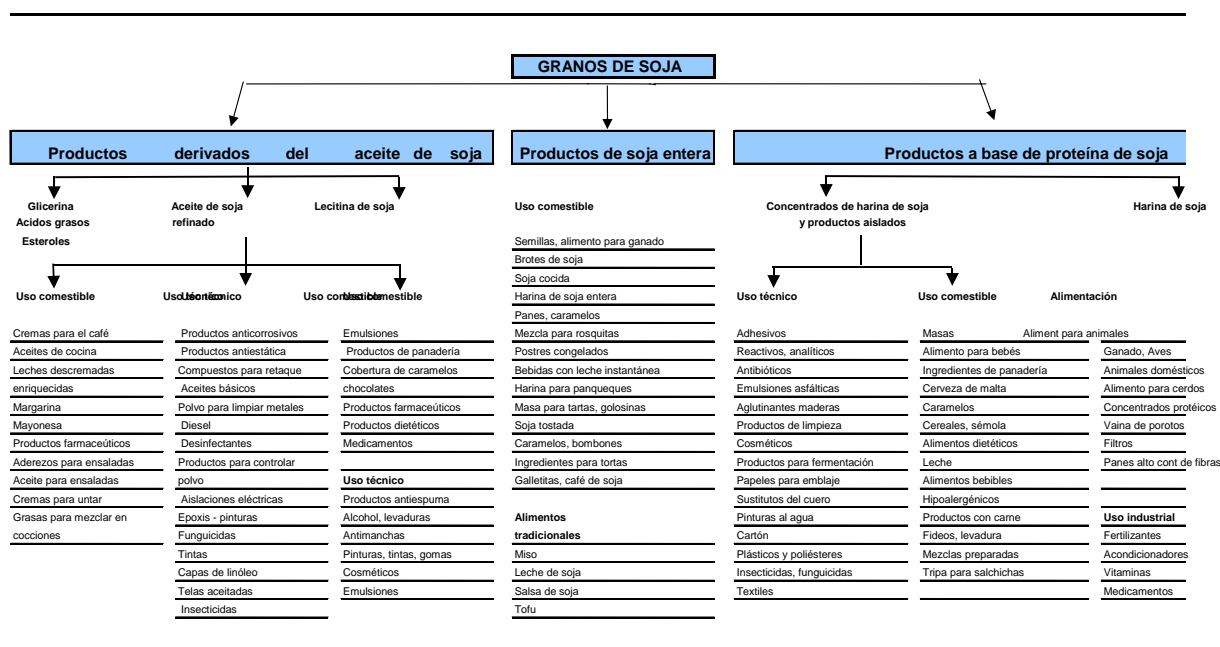 GRANOS DE SOJA
Productos derivados del aceite de soja
Productos de soja entera
Productos a base de proteína de soja
Glicerina
Acidos grasos
Esteroles
Aceite de soja
refinado
Lecitina de soja
Uso comestible
Concentrados de harina de soja
y productos aislados
Harina de soja
Uso comestible
Cremas para el café
Aceites de cocina
Leches descremadas
enriquecidas
Margarina
Mayonesa
Productos farmaceúticos
Aderezos para ensaladas
Aceite para ensaladas
Cremas para untar
Grasas para mezclar en
cocciones
Uso técnico
Productos anticorrosivos
Productos antiestática
Compuestos para retaque
Aceites básicos
Polvo para limpiar metales
Diesel
Desinfectantes
Productos para controlar
polvo
Aislaciones eléctricas
Epoxis - pinturas
Funguicidas
Tintas
Capas de linóleo
Telas aceitadas
Insecticidas
Uso comestible
Emulsiones
Productos de panadería
Cobertura de caramelos
chocolates
Productos farmaceúticos
Productos dietéticos
Medicamentos
Uso técnico
Productos antiespuma
Alcohol, levaduras
Antimanchas
Pinturas, tintas, gomas
Cosméticos
Emulsiones
Semillas, alimento para ganado
Brotes de soja
Soja cocida
Harina de soja entera
Panes, caramelos
Mezcla para rosquitas
Postres congelados
Bebidas con leche instantánea
Harina para panqueques
Masa para tartas, golosinas
Soja tostada
Caramelos, bombones
Ingredientes para tortas
Galletitas, café de soja
Alimentos
tradicionales
Miso
Leche de soja
Salsa de soja
Tofu
Uso técnico
Adhesivos
Reactivos, analíticos
Antibióticos
Emulsiones asfálticas
Aglutinantes maderas
Productos de limpieza
Cosméticos
Productos para fermentación
Papeles para emblaje
Sustitutos del cuero
Pinturas al agua
Cartón
Plásticos y poliésteres
Insecticidas, funguicidas
Textiles
Uso comestible
Masas
Alimento para bebés
Ingredientes de panadería
Cerveza de malta
Caramelos
Cereales, sémola
Alimentos dietéticos
Leche
Alimentos bebibles
Hipoalergénicos
Productos con carne
Fideos, levadura
Mezclas preparadas
Tripa para salchichas
Alimentación
Aliment para animales
Ganado, Aves
Animales domésticos
Alimento para cerdos
Concentrados protéicos
Vaina de porotos
Filtros
Panes alto cont de fibras
Uso industrial
Fertilizantes
Acondicionadores
Vitaminas
Medicamentos